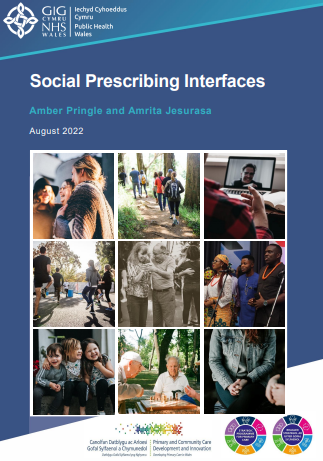 GIG
CYMRU
NHS
WALES
Iechyd Cyhoeddus
Cymru
Public Health
Wales
Social Prescribing Interfaces
Amber Pringle and Amrita Jesurasa
August 2022
Canolfan Datblygu ac Arloesi
Gofal Sylfaenol a Chymunedol
Primary and Community Care
Development and Innovation